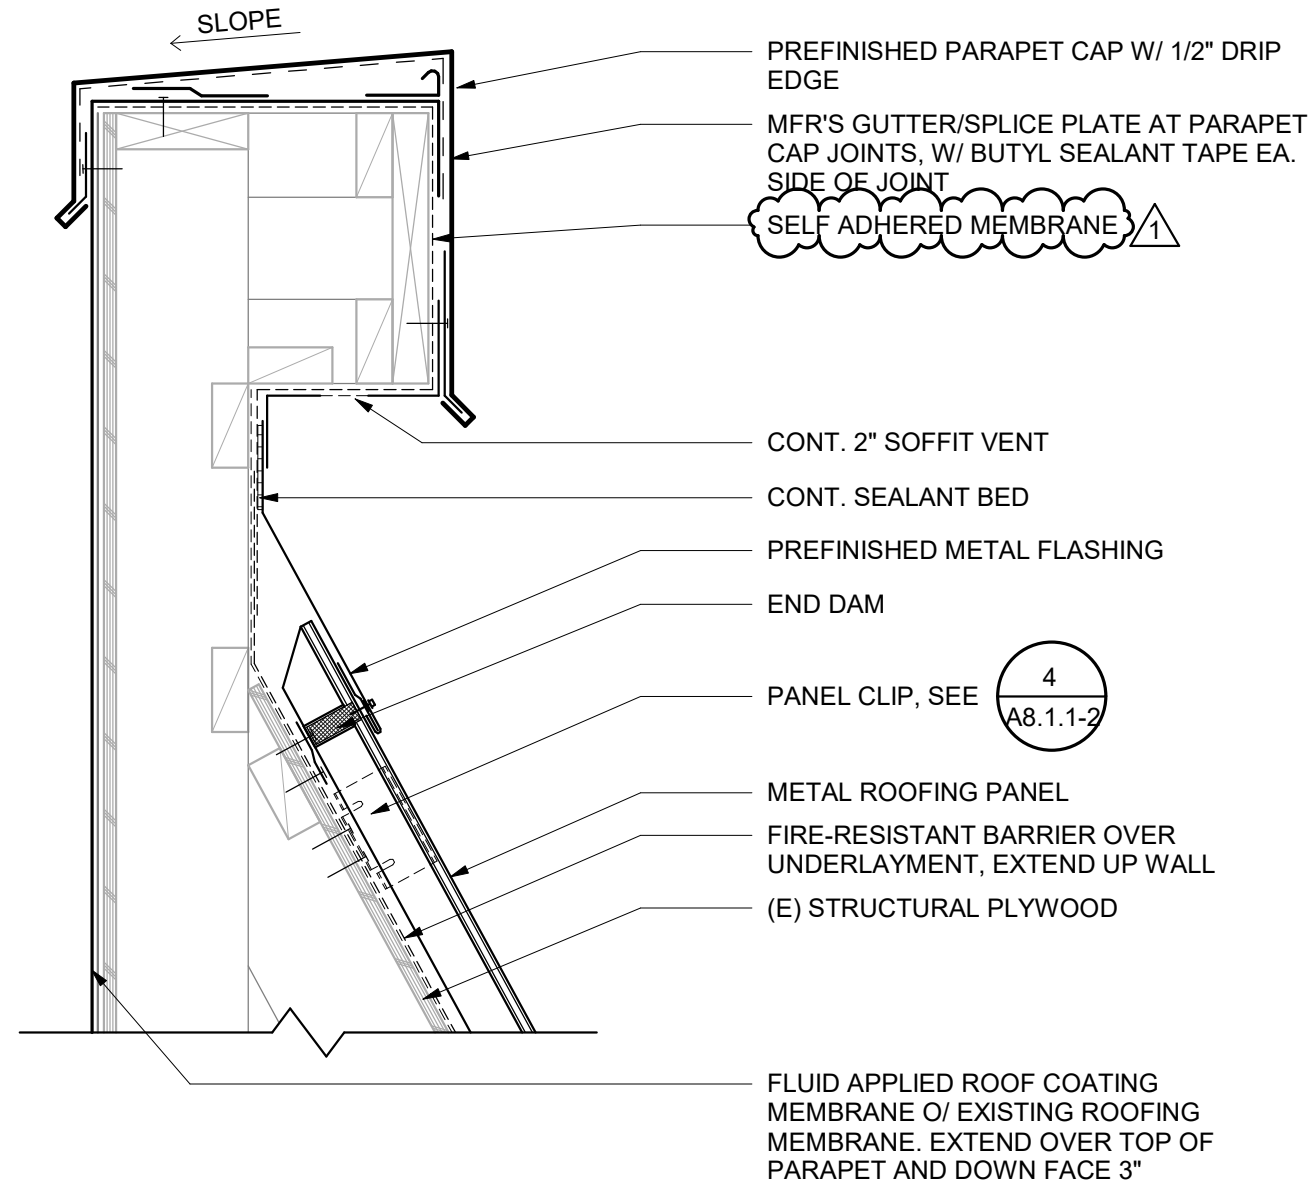 SLOPE
PREFINISHED PARAPET CAP W/ 1/2" DRIP
EDGE
MFR'S GUTTER/SPLICE PLATE AT PARAPET
CAP JOINTS, W/ BUTYL SEALANT TAPE EA.
SIDE OF JOINT
SELF ADHERED MEMBRANE
1
CONT. 2" SOFFIT VENT
CONT. SEALANT BED
PREFINISHED METAL FLASHING
END DAM
PANEL CLIP, SEE
4
A8.1.1-2
METAL ROOFING PANEL
FIRE-RESISTANT BARRIER OVER
UNDERLAYMENT, EXTEND UP WALL
(E) STRUCTURAL PLYWOOD
FLUID APPLIED ROOF COATING
MEMBRANE O/ EXISTING ROOFING
MEMBRANE. EXTEND OVER TOP OF
PARAPET AND DOWN FACE 3"